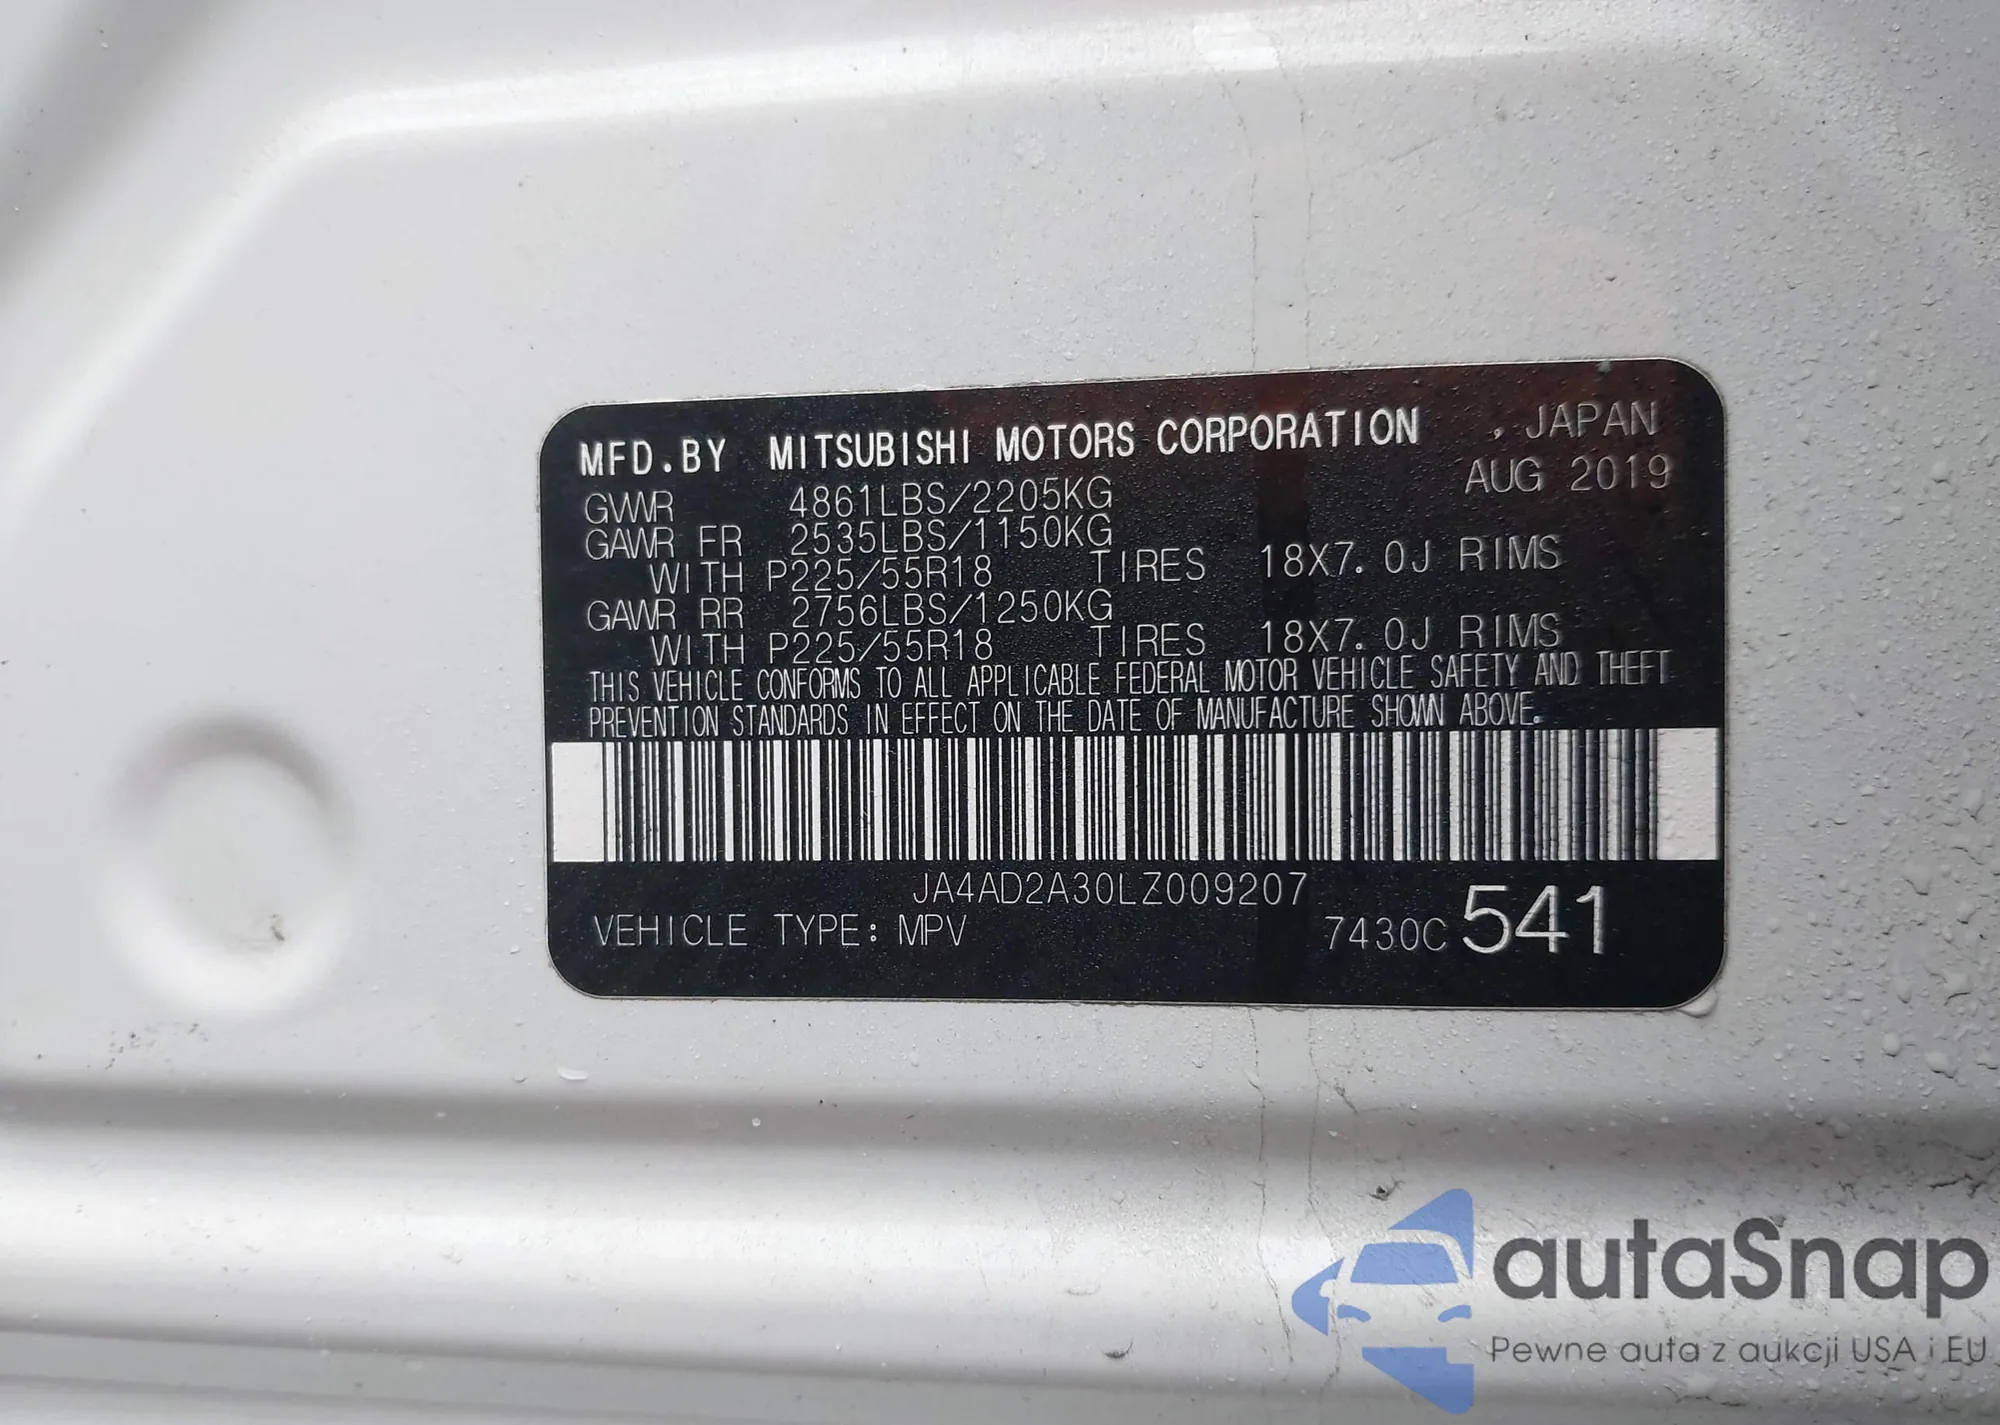 MFD.BY MITSUBISHI MOTORS CORPORATION , JAPAN
AUG 2019
GVWR 4861LBS/2205KG
GAWR FR 2535LBS/1150KG
WITH P225/55R18 TIRES 18X7.0J RIMS
GAWR RR 2756LBS/1250KG
WITH P225/55R18 TIRES 18X7.0J RIMS
THIS VEHICLE CONFORMS TO ALL APPLICABLE FEDERAL MOTOR VEHICLE SAFETY AND THEFT
PREVENTION STANDARDS IN EFFECT ON THE DATE OF MANUFACTURE SHOWN ABOVE.
JA4AD2A30LZ009207
VEHICLE TYPE: MPV 7430C 541
autaSnap
Pewne auta z aukcji USA i EU